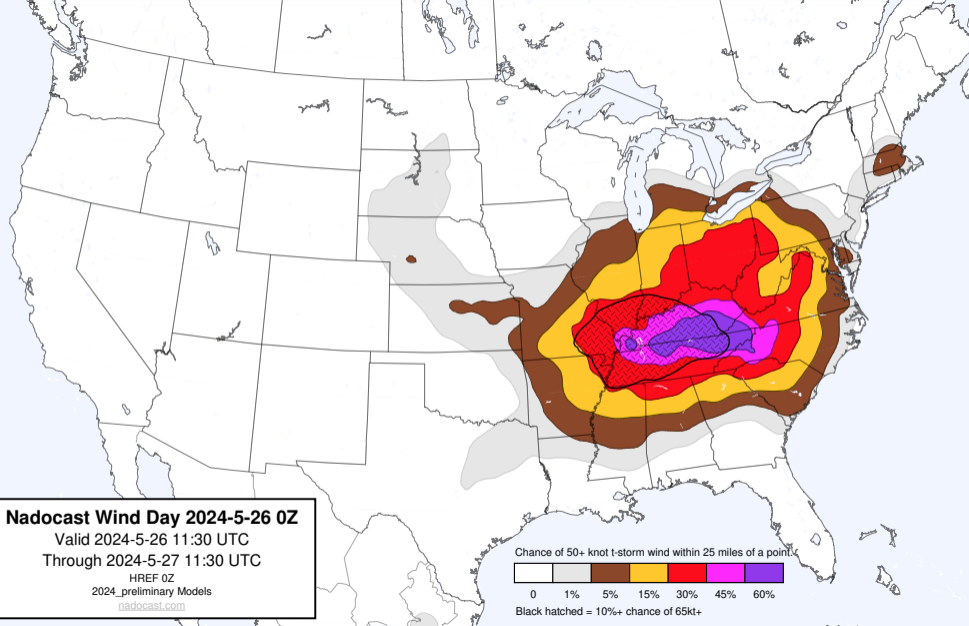 Nadocast Wind Day 2024-5-26 0Z
Valid 2024-5-26 11:30 UTC
Through 2024-5-27 11:30 UTC
HREF 0Z
2024_preliminary Models
nadocast.com
Chance of 50+ knot t-storm wind within 25 miles of a point.
0 1% 5% 15% 30% 45% 60%
Black hatched = 10%+ chance of 65kt+